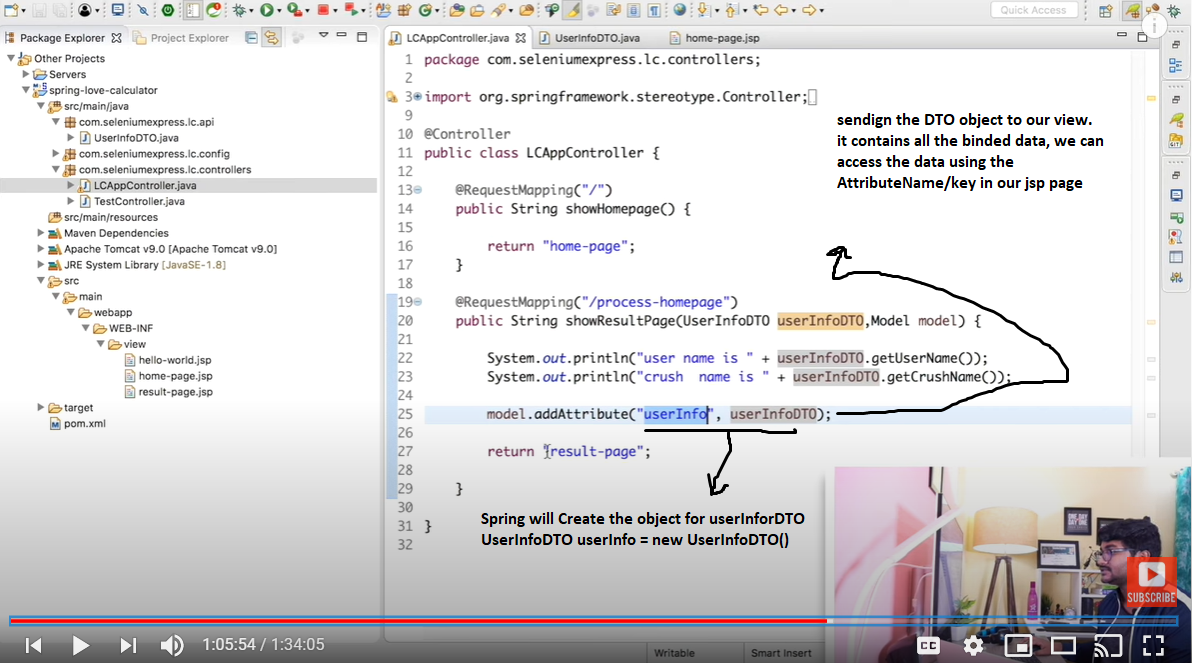 Quick Access
Package Explorer
Project Explorer
Other Projects
Servers
spring-love-calculator
src/main/java
com.seleniumexpress.lc.api
UserInfoDTO.java
com.seleniumexpress.lc.config
com.seleniumexpress.lc.controllers
LCAppController.java
TestController.java
src/main/resources
Maven Dependencies
Apache Tomcat v9.0 [Apache Tomcat v9.0]
JRE System Library [JavaSE-1.8]
src
main
webapp
WEB-INF
view
hello-world.jsp
home-page.jsp
result-page.jsp
target
pom.xml
LCAppController.java
UserInfoDTO.java
home-page.jsp
1 package com.seleniumexpress.lc.controllers;
2
3 import org.springframework.stereotype.Controller;
9
10 @Controller
11 public class LCAppController {
12
13 @RequestMapping("/")
14 public String showHomepage() {
15
16 return "home-page";
17 }
18
19 @RequestMapping("/process-homepage")
20 public String showResultPage(UserInfoDTO userInfoDTO,Model model) {
21
22 System.out.println("user name is " + userInfoDTO.getUserName());
23 System.out.println("crush  name is " + userInfoDTO.getCrushName());
24
25 model.addAttribute("userInfo", userInfoDTO);
26
27 return "result-page";
28
29 }
30
31 }
32
sendign the DTO object to our view.
it contains all the binded data, we can
access the data using the
AttributeName/key in our jsp page
Spring will Create the object for userInforDTO
UserInfoDTO userInfo = new UserInfoDTO()
ONE DAY
DAY ONE
SUBSCRIBE
1:05:54 / 1:34:05
CC
Writable
Smart Insert